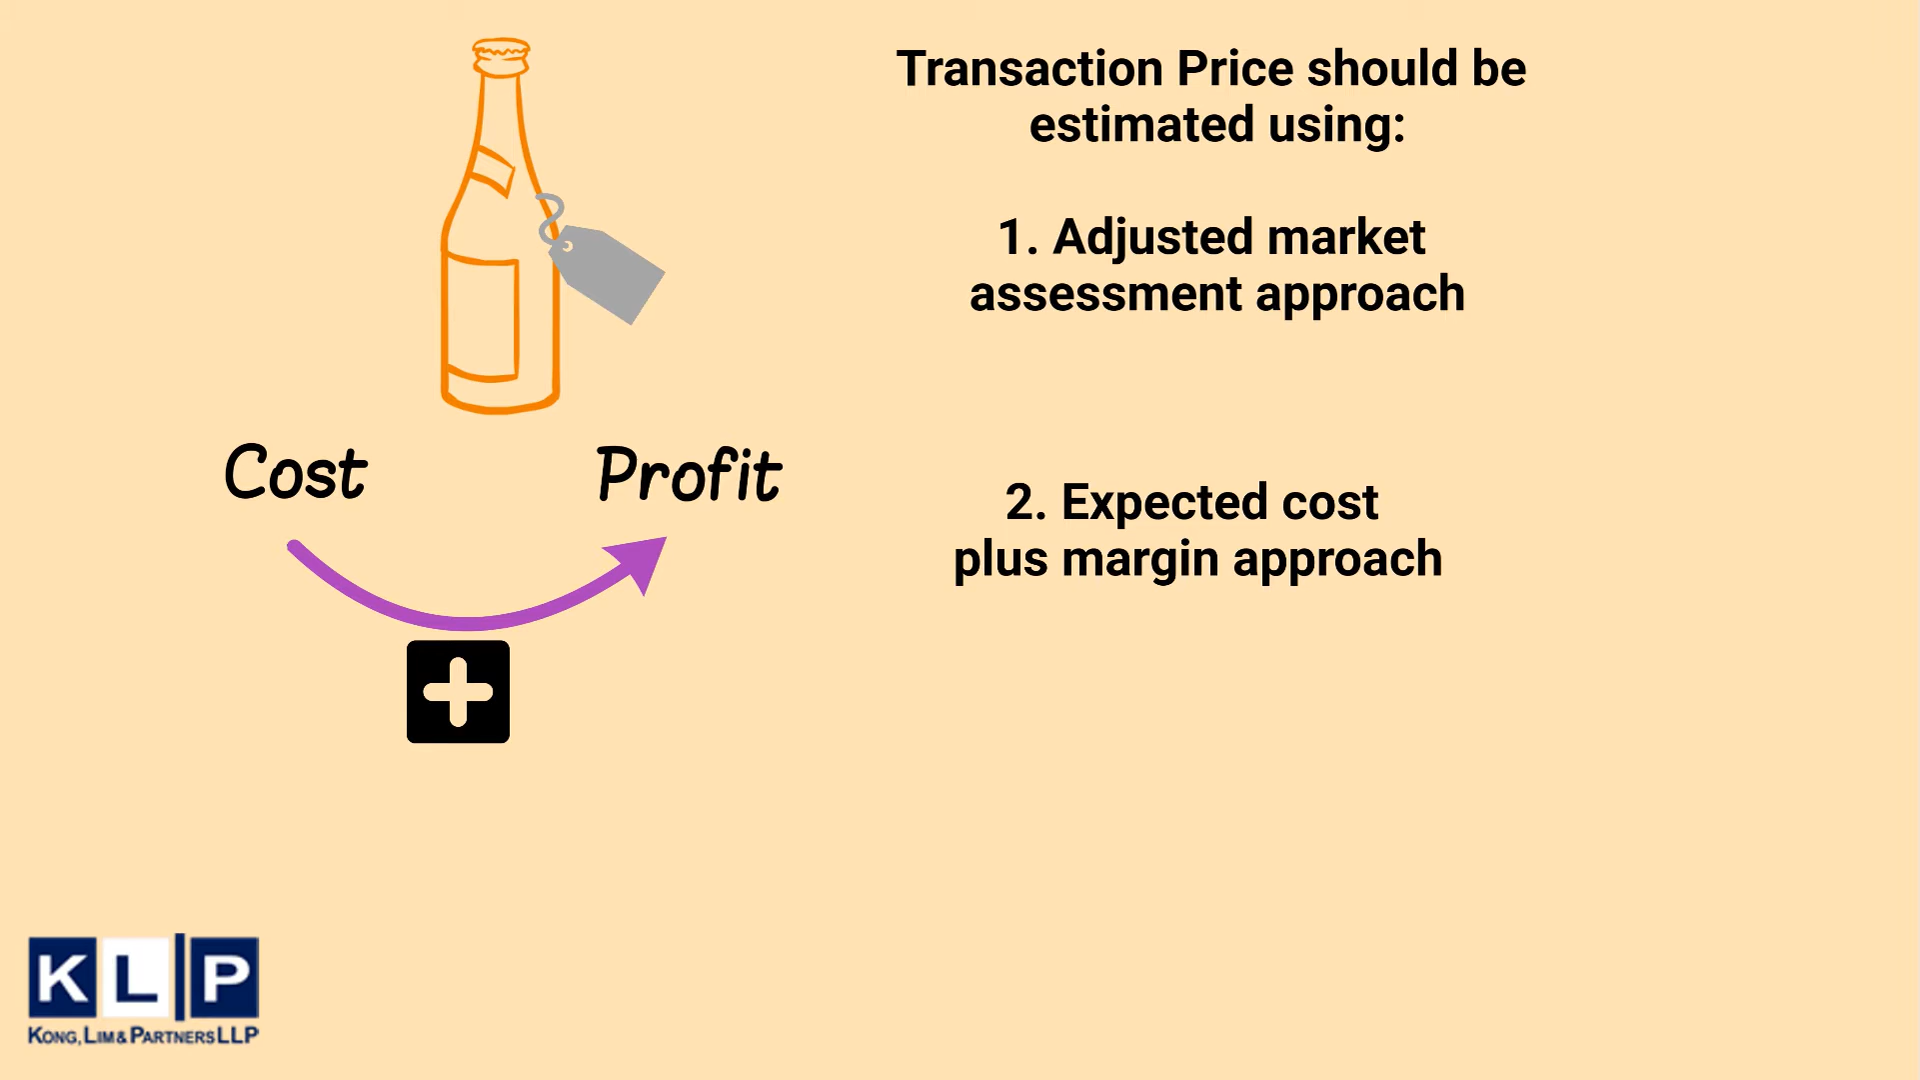 Transaction Price should be
estimated using:
1. Adjusted market
assessment approach
Cost
Profit
2. Expected cost
plus margin approach
KLP
KONG, LIM & PARTNERS LLP